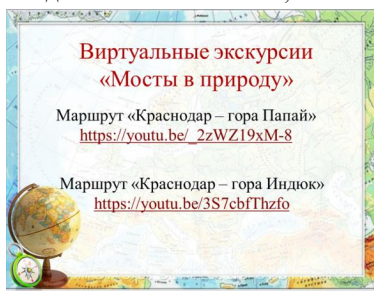 Виртуальные экскурсии
«Мосты в природу»
Маршрут «Краснодар – гора Папай»
https://youtu.be/_2zWZ19xM-8
Маршрут «Краснодар – гора Индюк»
https://youtu.be/3S7cbfThzfo